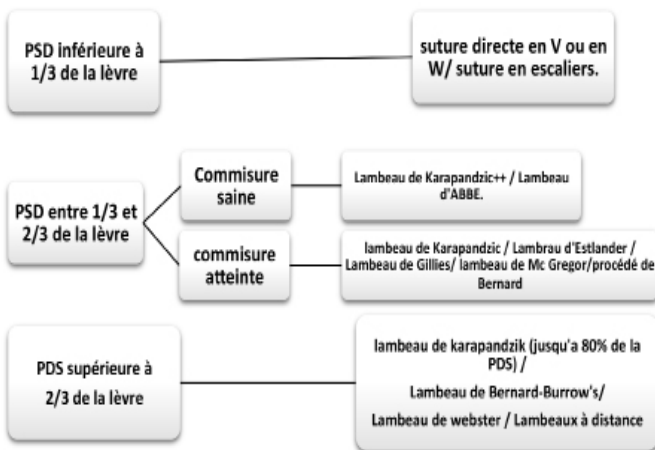 PSD inférieure à
1/3 de la lèvre
suture directe en V ou en
W/ suture en escaliers.
PSD entre 1/3 et
2/3 de la lèvre
Commisure
saine
Lambeau de Karapandzic++ / Lambeau
d'ABBE.
commisure
atteinte
lambeau de Karapandzic / Lambrau d'Estlander /
Lambeau de Gillies/ lambeau de Mc Gregor/procédé de
Bernard
PDS supérieure à
2/3 de la lèvre
lambeau de karapandzik (jusqu'a 80% de la
PDS) /
Lambeau de Bernard-Burrow's/
Lambeau de webster / Lambeaux à distance